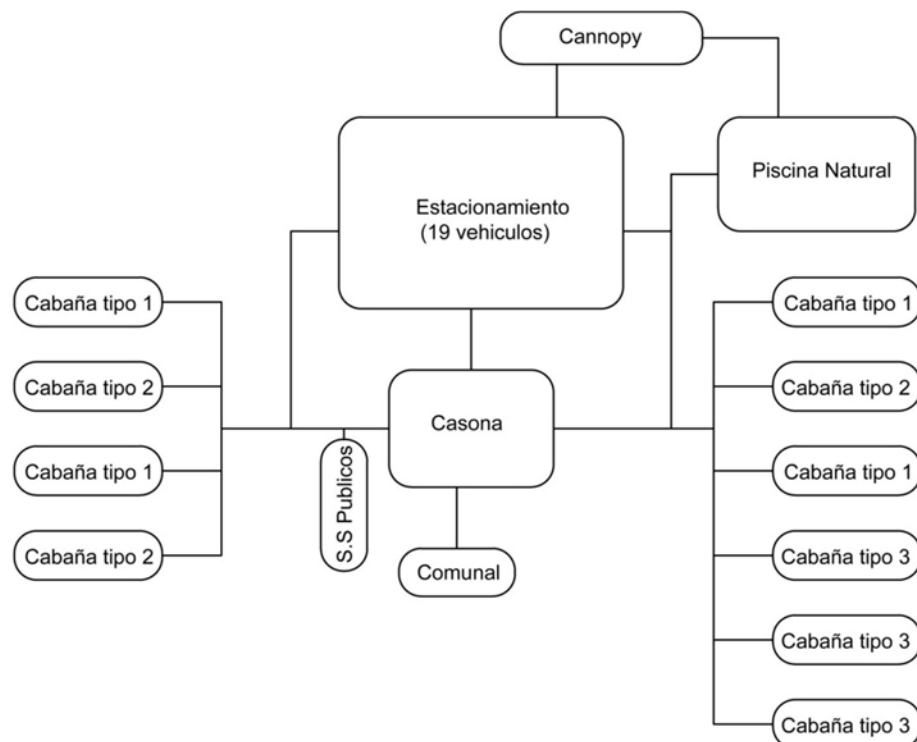 Cannopy
Piscina Natural
Estacionamiento
(19 vehiculos)
Cabaña tipo 1
Cabaña tipo 2
Cabaña tipo 1
Cabaña tipo 2
S.S Publicos
Casona
Comunal
Cabaña tipo 1
Cabaña tipo 2
Cabaña tipo 1
Cabaña tipo 3
Cabaña tipo 3
Cabaña tipo 3